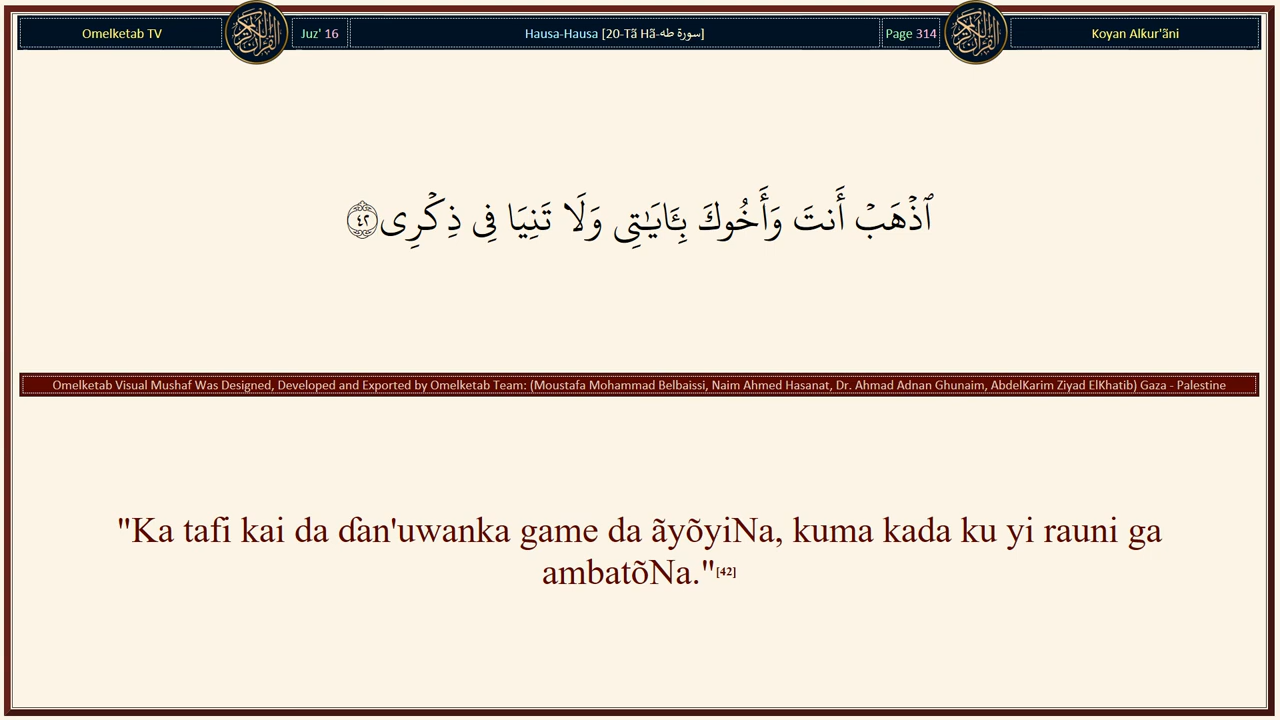 Omelketab TV
Juz' 16
Hausa-Hausa [20-Tã Hã-سورة طه]
Page 314
Koyan Alƙur'ãni
ٱذۡهَبۡ أَنتَ وَأَخُوكَ بِـَٔايَٰتِي وَلَا تَنِيَا فِي ذِكۡرِي ٤٢
Omelketab Visual Mushaf Was Designed, Developed and Exported by Omelketab Team: (Moustafa Mohammad Belbaissi, Naim Ahmed Hasanat, Dr. Ahmad Adnan Ghunaim, AbdelKarim Ziyad ElKhatib) Gaza - Palestine
"Ka tafi kai da ɗan'uwanka game da ãyõyiNa, kuma kada ku yi rauni ga
ambatõNa."[42]